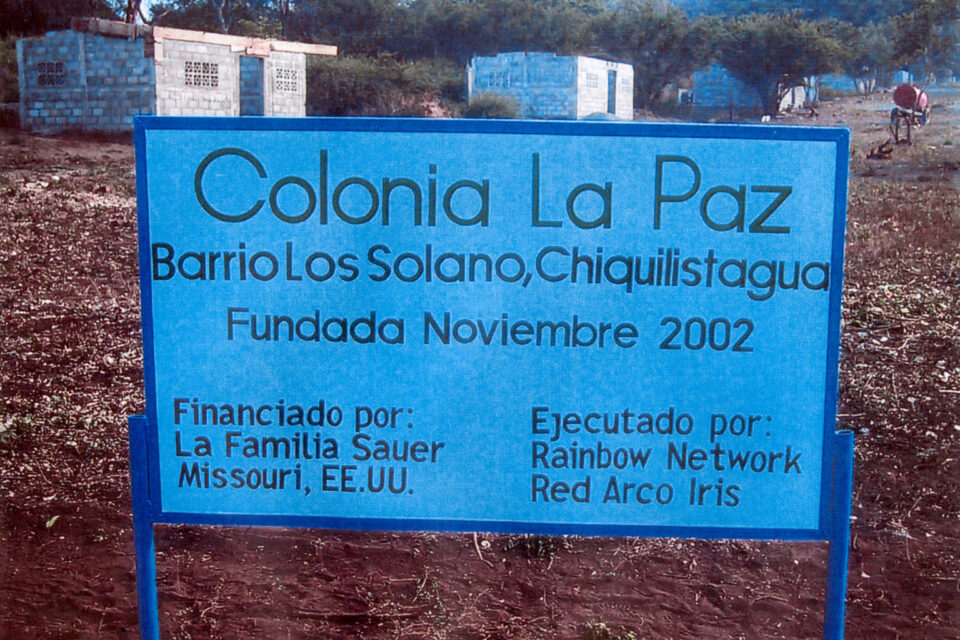 Colonia La Paz
Barrio Los Solano, Chiquilistagua
Fundada Noviembre 2002
Financiado por:
La Familia Sauer
Missouri, EE.UU.
Ejecutado por:
Rainbow Network
Red Arco Iris